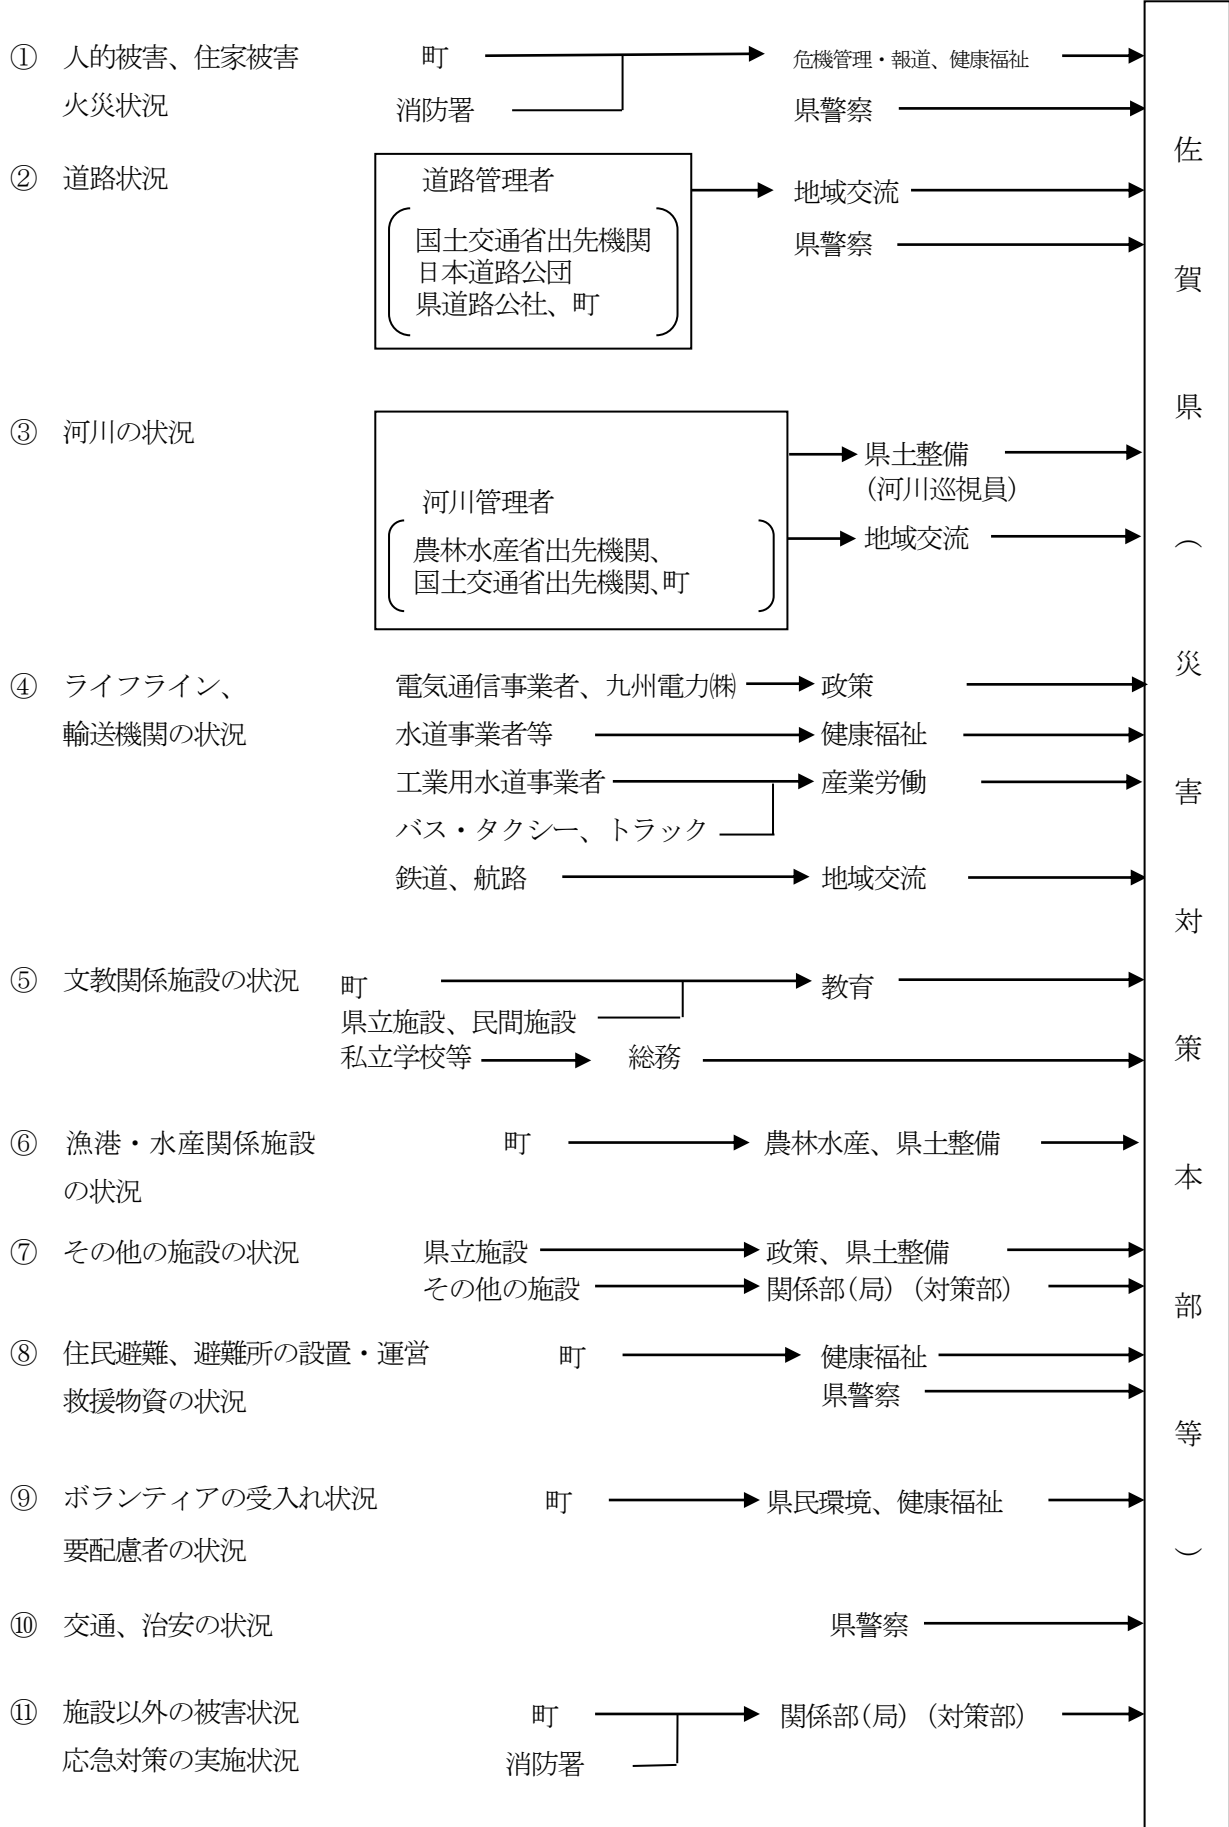 ① 人的被害、住家被害 町 危機管理・報道、健康福祉
火災状況 消防署 県警察
② 道路状況 道路管理者 地域交流
県警察
国土交通省出先機関
日本道路公団
県道路公社、町
③ 河川の状況
県土整備
(河川巡視員)
河川管理者
地域交流
農林水産省出先機関、
国土交通省出先機関、町
④ ライフライン、 電気通信事業者、九州電力㈱ 政策
輸送機関の状況 水道事業者等 健康福祉
工業用水道事業者 産業労働
バス・タクシー、トラック
鉄道、航路 地域交流
⑤ 文教関係施設の状況 町 教育
県立施設、民間施設
私立学校等 総務
⑥ 漁港・水産関係施設 町 農林水産、県土整備
の状況
⑦ その他の施設の状況 県立施設 政策、県土整備
その他の施設 関係部(局)(対策部)
⑧ 住民避難、避難所の設置・運営 町 健康福祉
救援物資の状況 県警察
⑨ ボランティアの受入れ状況 町 県民環境、健康福祉
要配慮者の状況
⑩ 交通、治安の状況 県警察
⑪ 施設以外の被害状況 町 関係部(局)(対策部)
応急対策の実施状況 消防署
佐賀県(災害対策本部等)